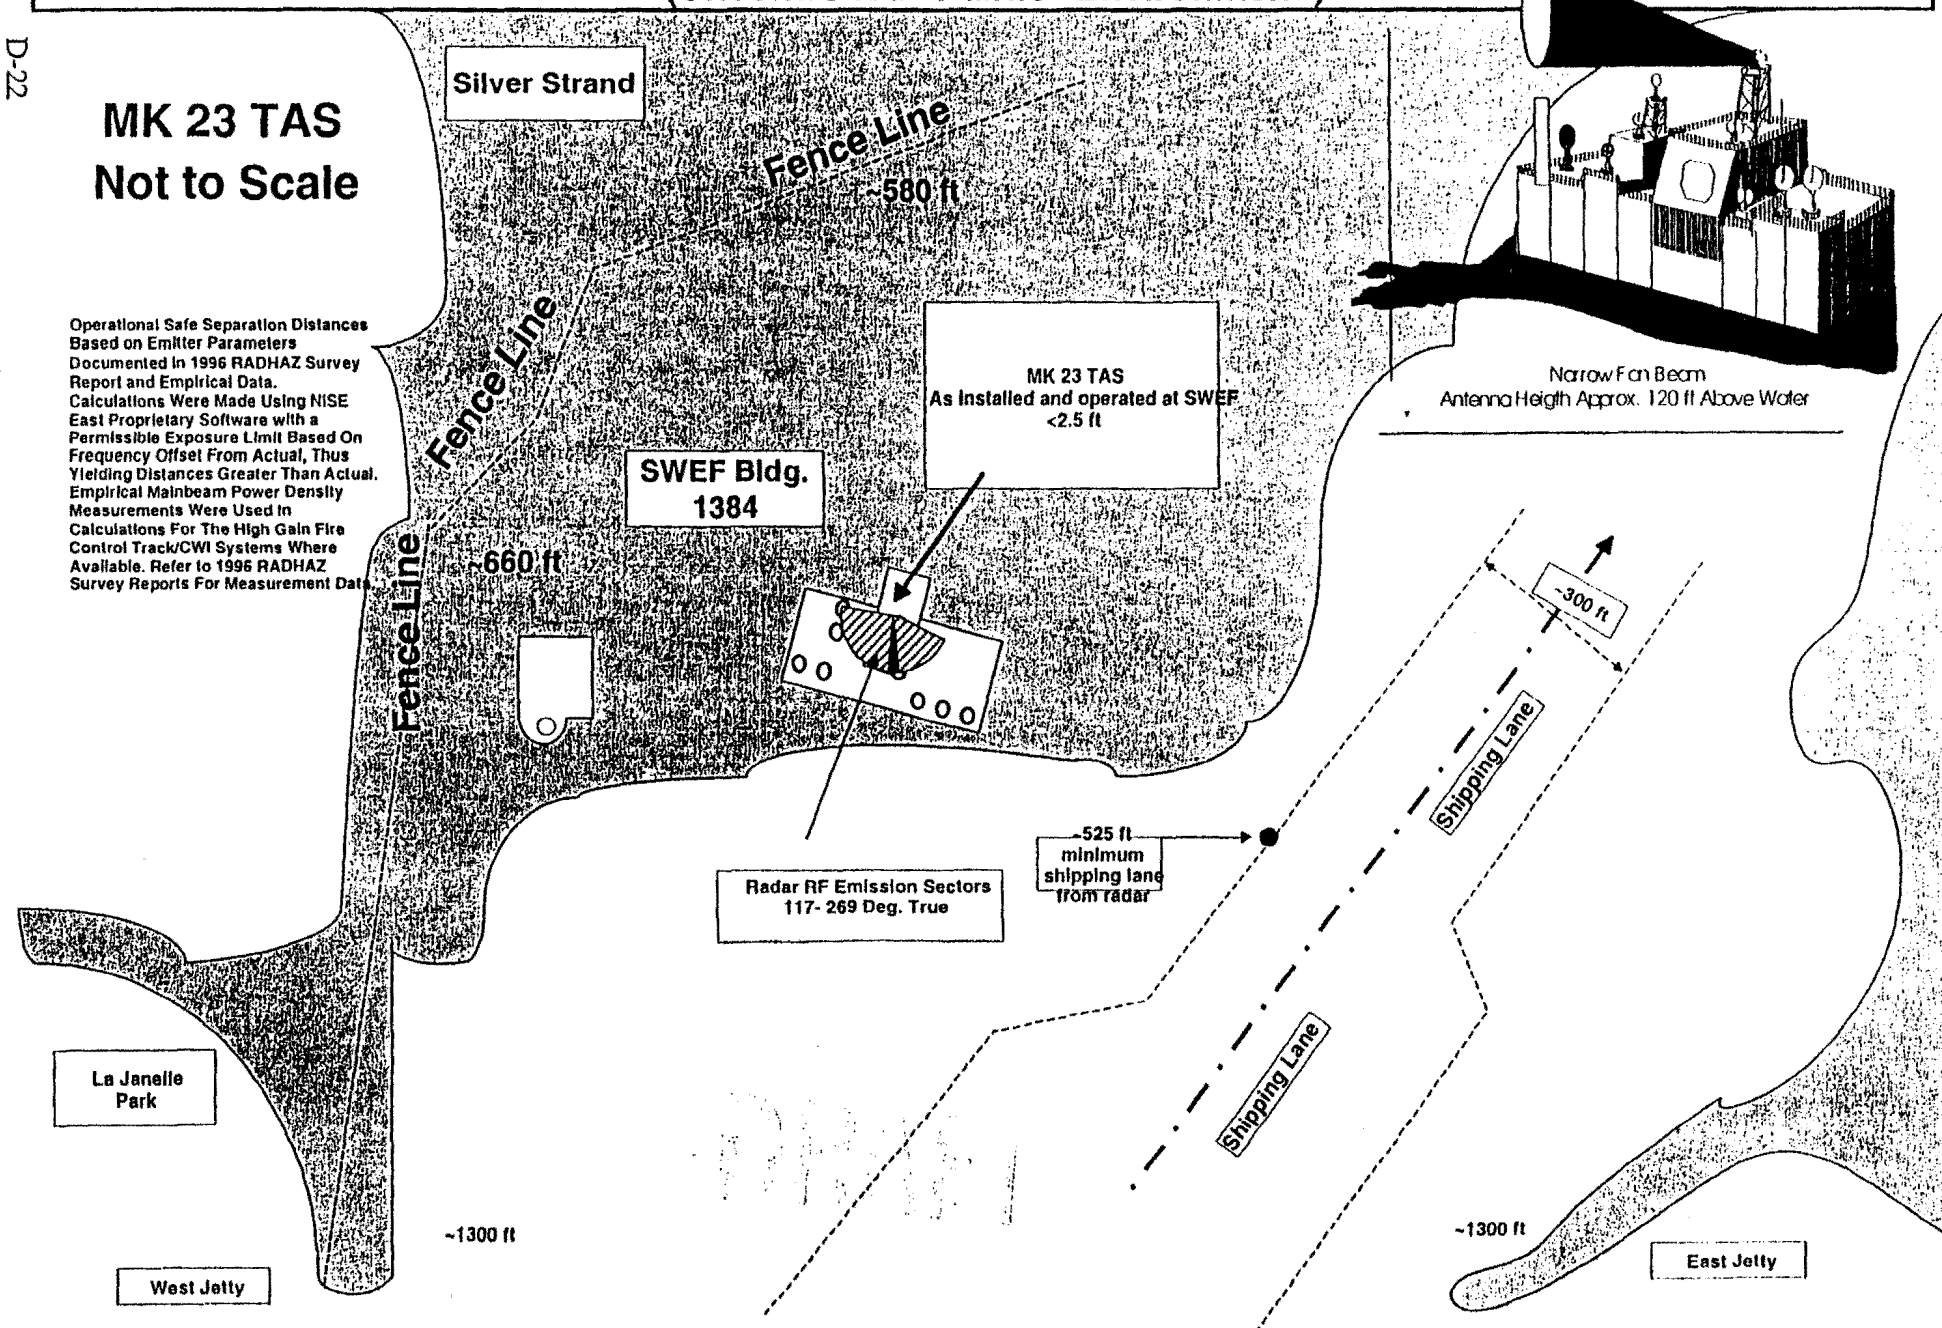 D-22
MK 23 TAS
Not to Scale
Silver Strand
Fence Line
~580 ft
Operational Safe Separation Distances
Based on Emitter Parameters
Documented in 1996 RADHAZ Survey
Report and Empirical Data.
Calculations Were Made Using NISE
East Proprietary Software with a
Permissible Exposure Limit Based On
Frequency Offset From Actual, Thus
Yielding Distances Greater Than Actual.
Empirical Mainbeam Power Density
Measurements Were Used in
Calculations For The High Gain Fire
Control Track/CWI Systems Where
Available. Refer to 1996 RADHAZ
Survey Reports For Measurement Data.
Fence Line
Fence Line
~660 ft
SWEF Bldg.
1384
MK 23 TAS
As installed and operated at SWEF
<2.5 ft
Narrow Fan Beam
Antenna Heigth Approx. 120 ft Above Water
~300 ft
Shipping Lane
~525 ft
minimum
shipping lane
from radar
Radar RF Emission Sectors
117- 269 Deg. True
Shipping Lane
La Janelle
Park
~1300 ft
West Jetty
~1300 ft
East Jetty